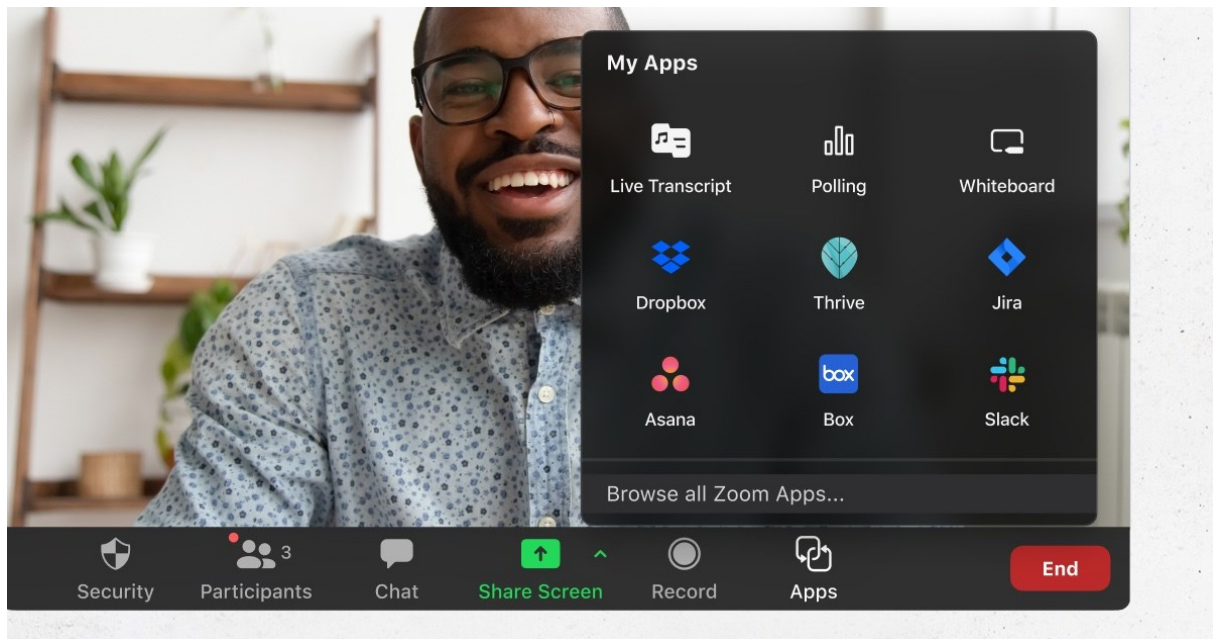 My Apps
Live Transcript Polling Whiteboard
Dropbox Thrive Jira
box
Asana Box Slack
Browse all Zoom Apps...
3
Security Participants Chat Share Screen Record Apps End